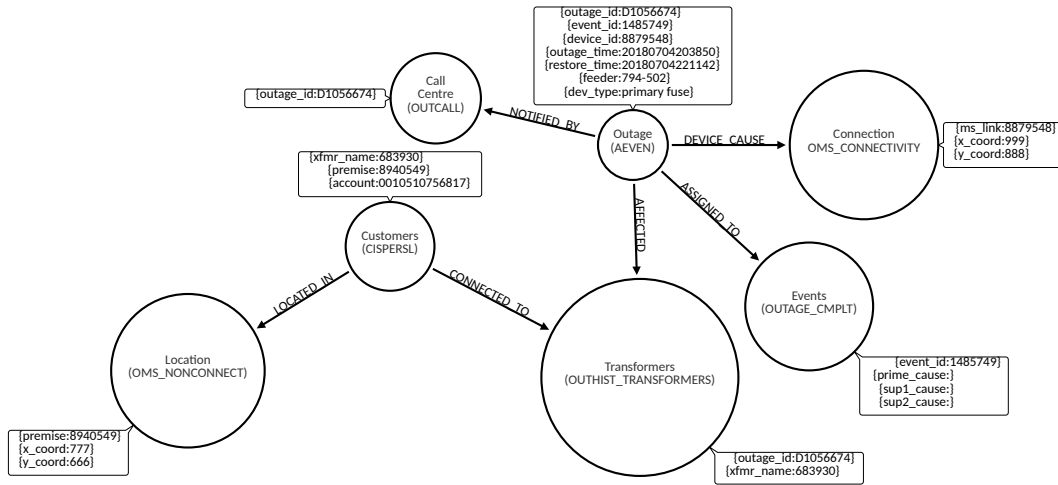 {outage_id:D1056674}
{event_id:1485749}
{device_id:8879548}
{outage_time:20180704203850}
{restore_time:20180704221142}
{feeder:794-502}
{dev_type:primary fuse}
Call
Centre
(OUTCALL)
{outage_id:D1056674}
NOTIFIED_BY
Outage
(AEVEN)
DEVICE_CAUSE
Connection
OMS_CONNECTIVITY
{ms_link:8879548}
{x_coord:999}
{y_coord:888}
{xfmr_name:683930}
{premise:8940549}
{account:0010510756817}
Customers
(CISPERSL)
AFFECTED
ASSIGNED_TO
LOCATED_IN
CONNECTED_TO
Events
(OUTAGE_CMPLT)
{event_id:1485749}
{prime_cause:}
{sup1_cause:}
{sup2_cause:}
Location
(OMS_NONCONNECT)
Transformers
(OUTHIST_TRANSFORMERS)
{premise:8940549}
{x_coord:777}
{y_coord:666}
{outage_id:D1056674}
{xfmr_name:683930}